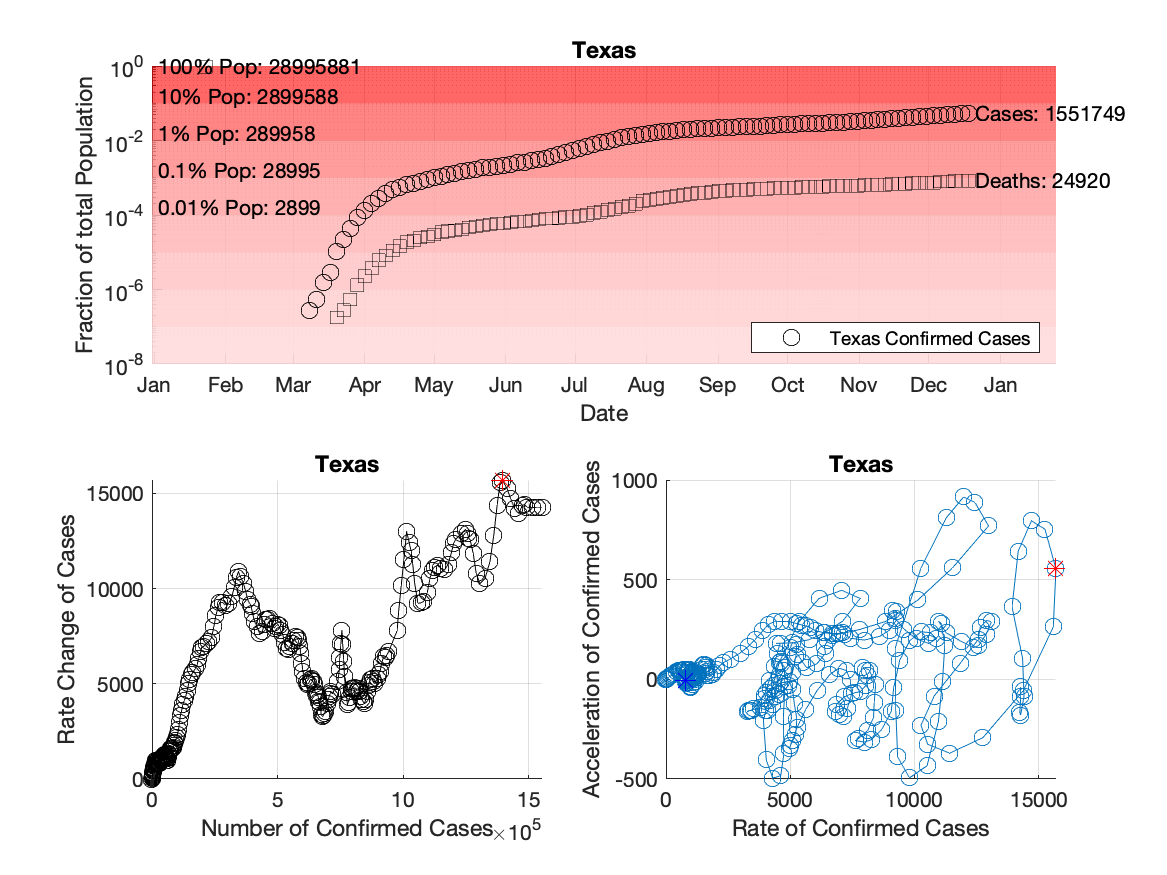 Texas
10^0
10^-2
10^-4
10^-6
10^-8
Fraction of total Population
100% Pop: 28995881
10% Pop: 2899588
1% Pop: 289958
0.1% Pop: 28995
0.01% Pop: 2899
Cases: 1551749
Deaths: 24920
Texas Confirmed Cases
Jan Feb Mar Apr May Jun Jul Aug Sep Oct Nov Dec Jan
Date
Texas
15000
10000
5000
0
Rate Change of Cases
0 5 10 15
Number of Confirmed Cases ×10^5
Texas
1000
500
0
-500
Acceleration of Confirmed Cases
0 5000 10000 15000
Rate of Confirmed Cases